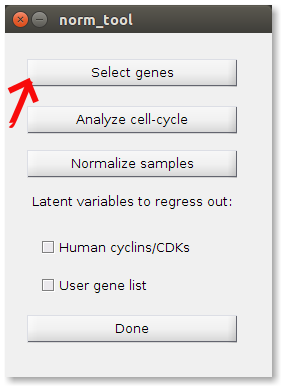 norm_tool
Select genes
Analyze cell-cycle
Normalize samples
Latent variables to regress out:
Human cyclins/CDKs
User gene list
Done